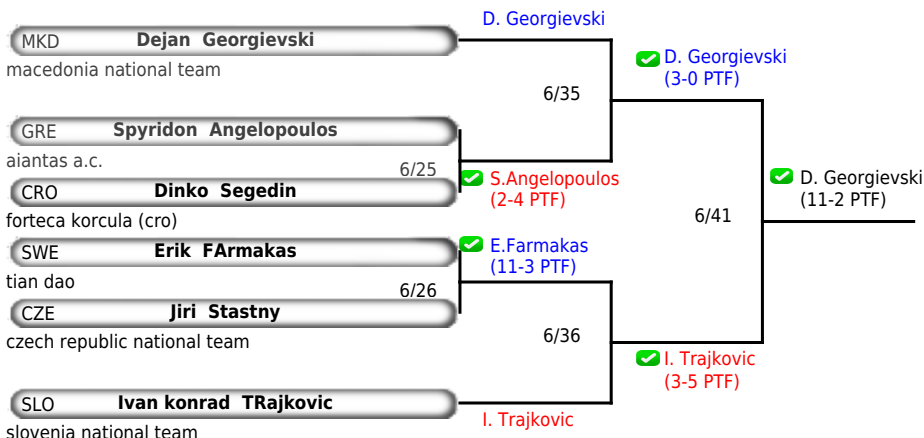 D. Georgievski
MKD Dejan Georgievski
macedonia national team
D. Georgievski
(3-0 PTF)
6/35
GRE Spyridon Angelopoulos
aiantas a.c.
6/25
CRO Dinko Segedin
forteca korcula (cro)
S.Angelopoulos
(2-4 PTF)
D. Georgievski
(11-2 PTF)
6/41
SWE Erik FArmakas
tian dao
E.Farmakas
(11-3 PTF)
6/26
CZE Jiri Stastny
czech republic national team
6/36
I. Trajkovic
(3-5 PTF)
SLO Ivan konrad TRajkovic
slovenia national team
I. Trajkovic